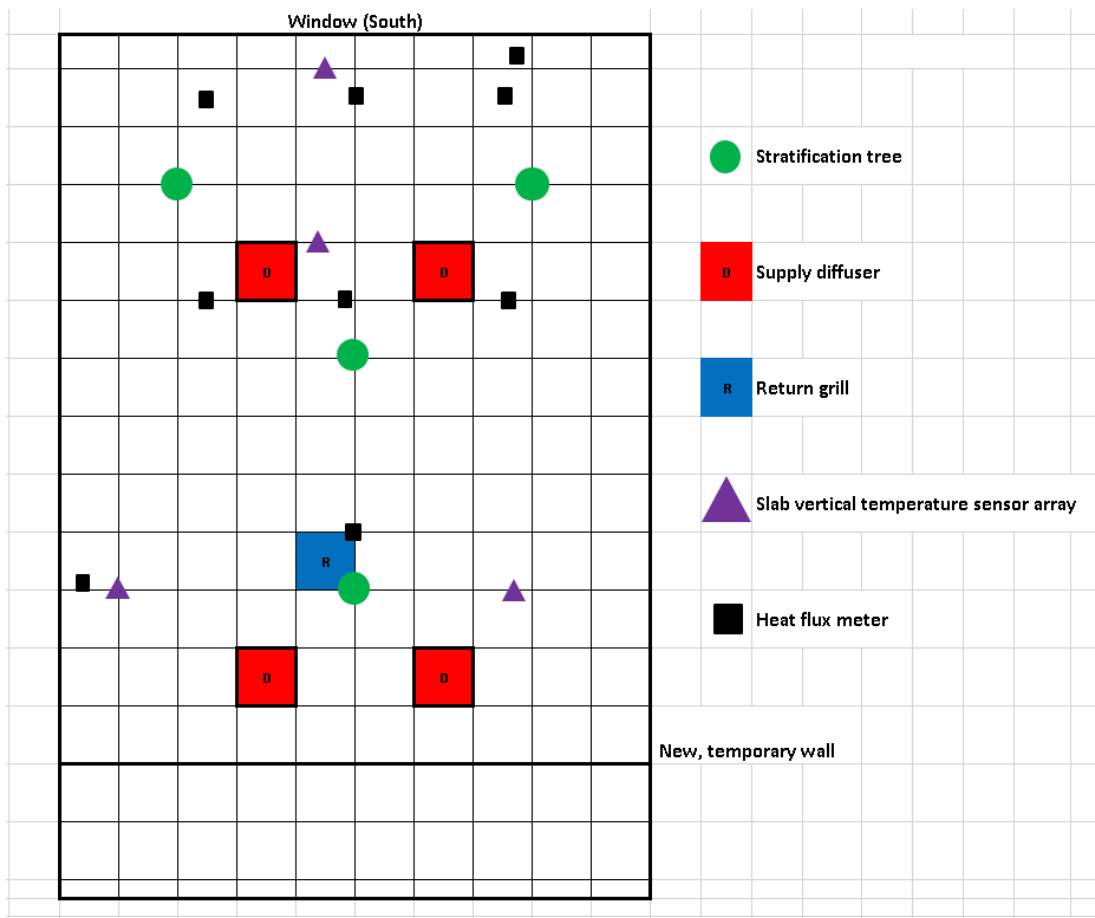 Window (South)
Stratification tree
D
D
D
Supply diffuser
R
Return grill
Slab vertical temperature sensor array
R
Heat flux meter
D
D
New, temporary wall